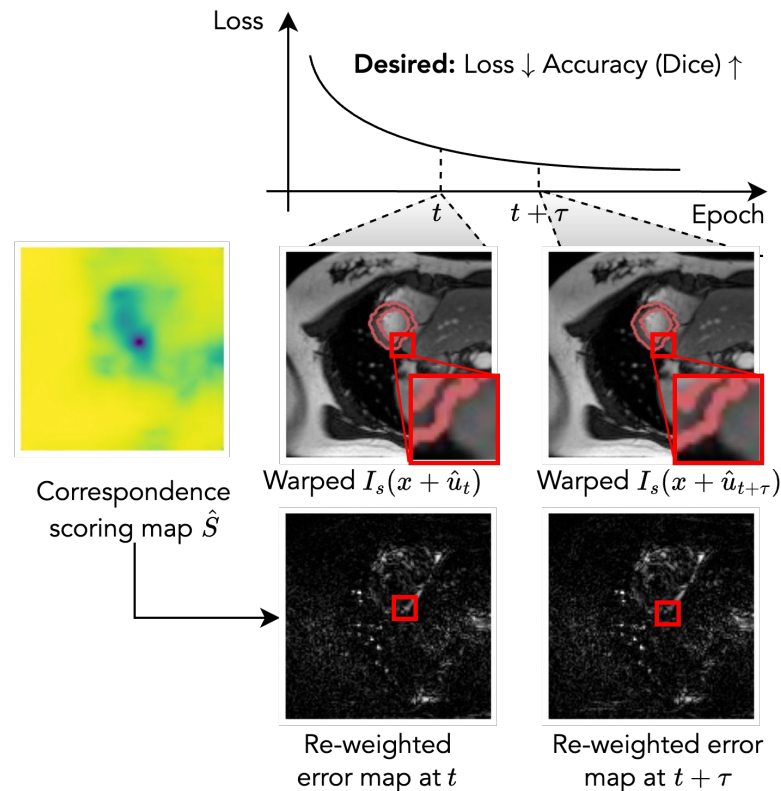 Loss
Desired: Loss ↓ Accuracy (Dice) ↑
t
t + τ
Epoch
Warped I_s(x + û_t)
Warped I_s(x + û_{t+τ})
Correspondence
scoring map Ŝ
Re-weighted
error map at t
Re-weighted error
map at t + τ